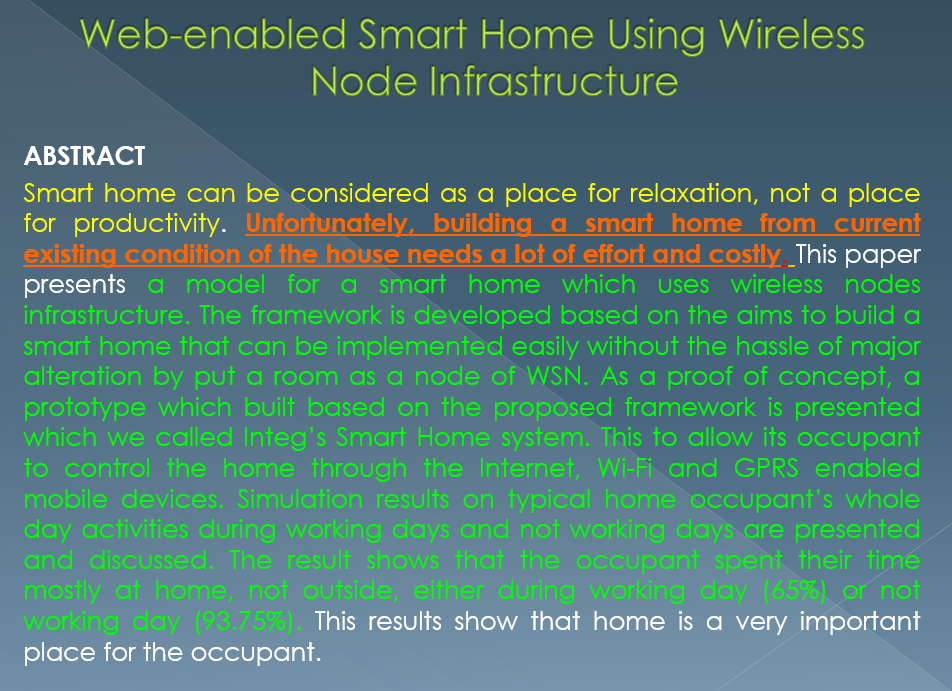 Web-enabled Smart Home Using Wireless
Node Infrastructure
ABSTRACT
Smart home can be considered as a place for relaxation, not a place
for productivity. Unfortunately, building a smart home from current
existing condition of the house needs a lot of effort and costly. This paper
presents a model for a smart home which uses wireless nodes
infrastructure. The framework is developed based on the aims to build a
smart home that can be implemented easily without the hassle of major
alteration by put a room as a node of WSN. As a proof of concept, a
prototype which built based on the proposed framework is presented
which we called Integ's Smart Home system. This to allow its occupant
to control the home through the Internet, Wi-Fi and GPRS enabled
mobile devices. Simulation results on typical home occupant's whole
day activities during working days and not working days are presented
and discussed. The result shows that the occupant spent their time
mostly at home, not outside, either during working day (65%) or not
working day (93.75%). This results show that home is a very important
place for the occupant.